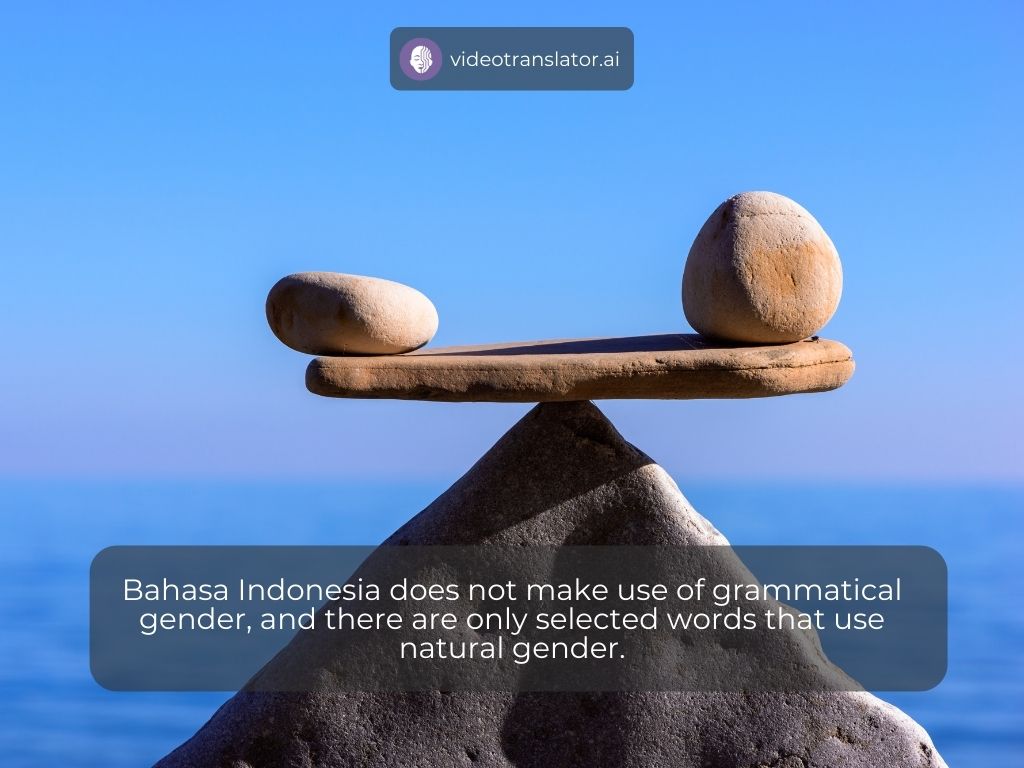 videotranslator.ai
Bahasa Indonesia does not make use of grammatical
gender, and there are only selected words that use
natural gender.